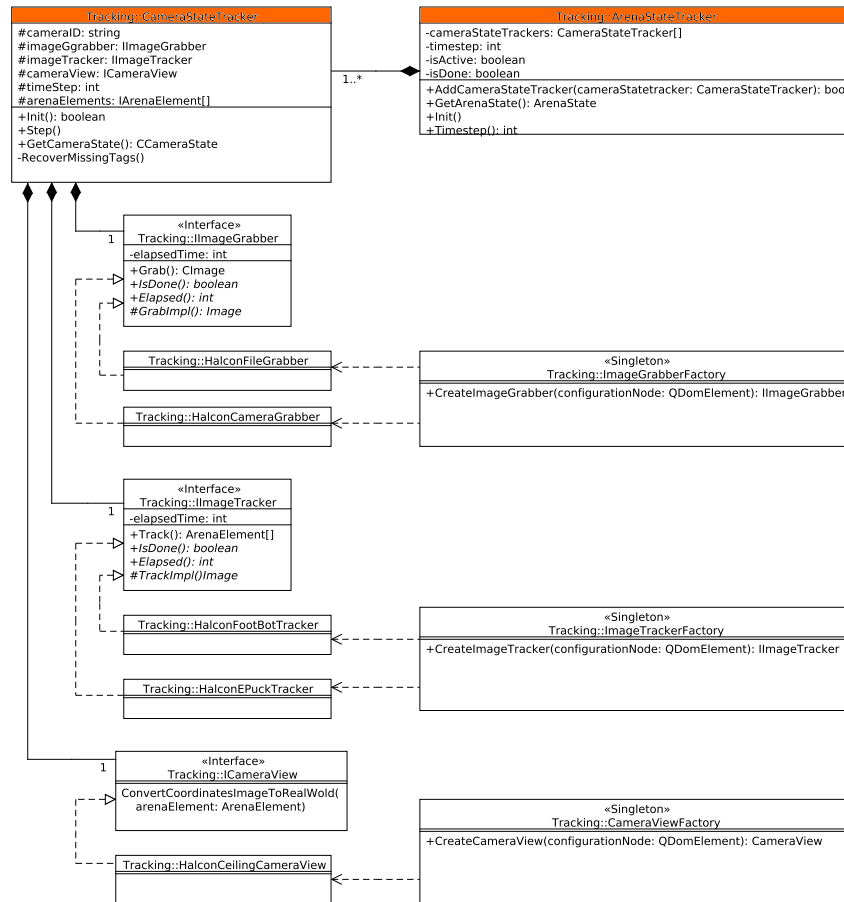 Tracking::CameraStateTracker
#cameraID: string
#imageGgrabber: IImageGrabber
#imageTracker: IImageTracker
#cameraView: ICameraView
#timeStep: int
#arenaElements: IArenaElement[]
+Init(): boolean
+Step()
+GetCameraState(): CCameraState
-RecoverMissingTags()
1..*
Tracking::ArenaStateTracker
-cameraStateTrackers: CameraStateTracker[]
-timestep: int
-isActive: boolean
-isDone: boolean
+AddCameraStateTracker(cameraStatetracker: CameraStateTracker): boo
+GetArenaState(): ArenaState
+Init()
+Timestep(): int
1
«Interface»
Tracking::IImageGrabber
-elapsedTime: int
+Grab(): CImage
+IsDone(): boolean
+Elapsed(): int
#GrabImpl(): Image
Tracking::HalconFileGrabber
Tracking::HalconCameraGrabber
«Singleton»
Tracking::ImageGrabberFactory
+CreateImageGrabber(configurationNode: QDomElement): IImageGrabber
1
«Interface»
Tracking::IImageTracker
-elapsedTime: int
+Track(): ArenaElement[]
+IsDone(): boolean
+Elapsed(): int
#TrackImpl()Image
Tracking::HalconFootBotTracker
Tracking::HalconEPuckTracker
«Singleton»
Tracking::ImageTrackerFactory
+CreateImageTracker(configurationNode: QDomElement): IImageTracker
1
«Interface»
Tracking::ICameraView
ConvertCoordinatesImageToRealWold(
arenaElement: ArenaElement)
Tracking::HalconCeilingCameraView
«Singleton»
Tracking::CameraViewFactory
+CreateCameraView(configurationNode: QDomElement): CameraView